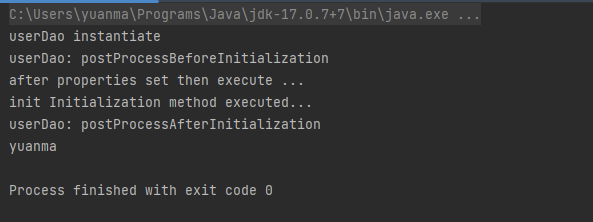 C:\Users\yuanma\Programs\Java\jdk-17.0.7+7\bin\java.exe ...
userDao instantiate
userDao: postProcessBeforeInitialization
after properties set then execute ...
init Initialization method executed...
userDao: postProcessAfterInitialization
yuanma
Process finished with exit code 0